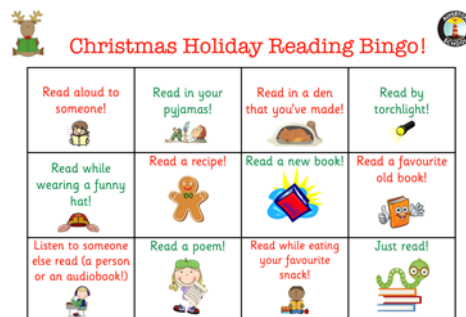 Christmas Holiday Reading Bingo!
Read aloud to
someone!
Read in your
pyjamas!
Read in a den
that you've made!
Read by
torchlight!
Read while
wearing a funny
hat!
Read a recipe!
Read a new book!
Read a favourite
old book!
Listen to someone
else read (a person
or an audiobook!)
Read a poem!
Read while eating
your favourite
snack!
Just read!